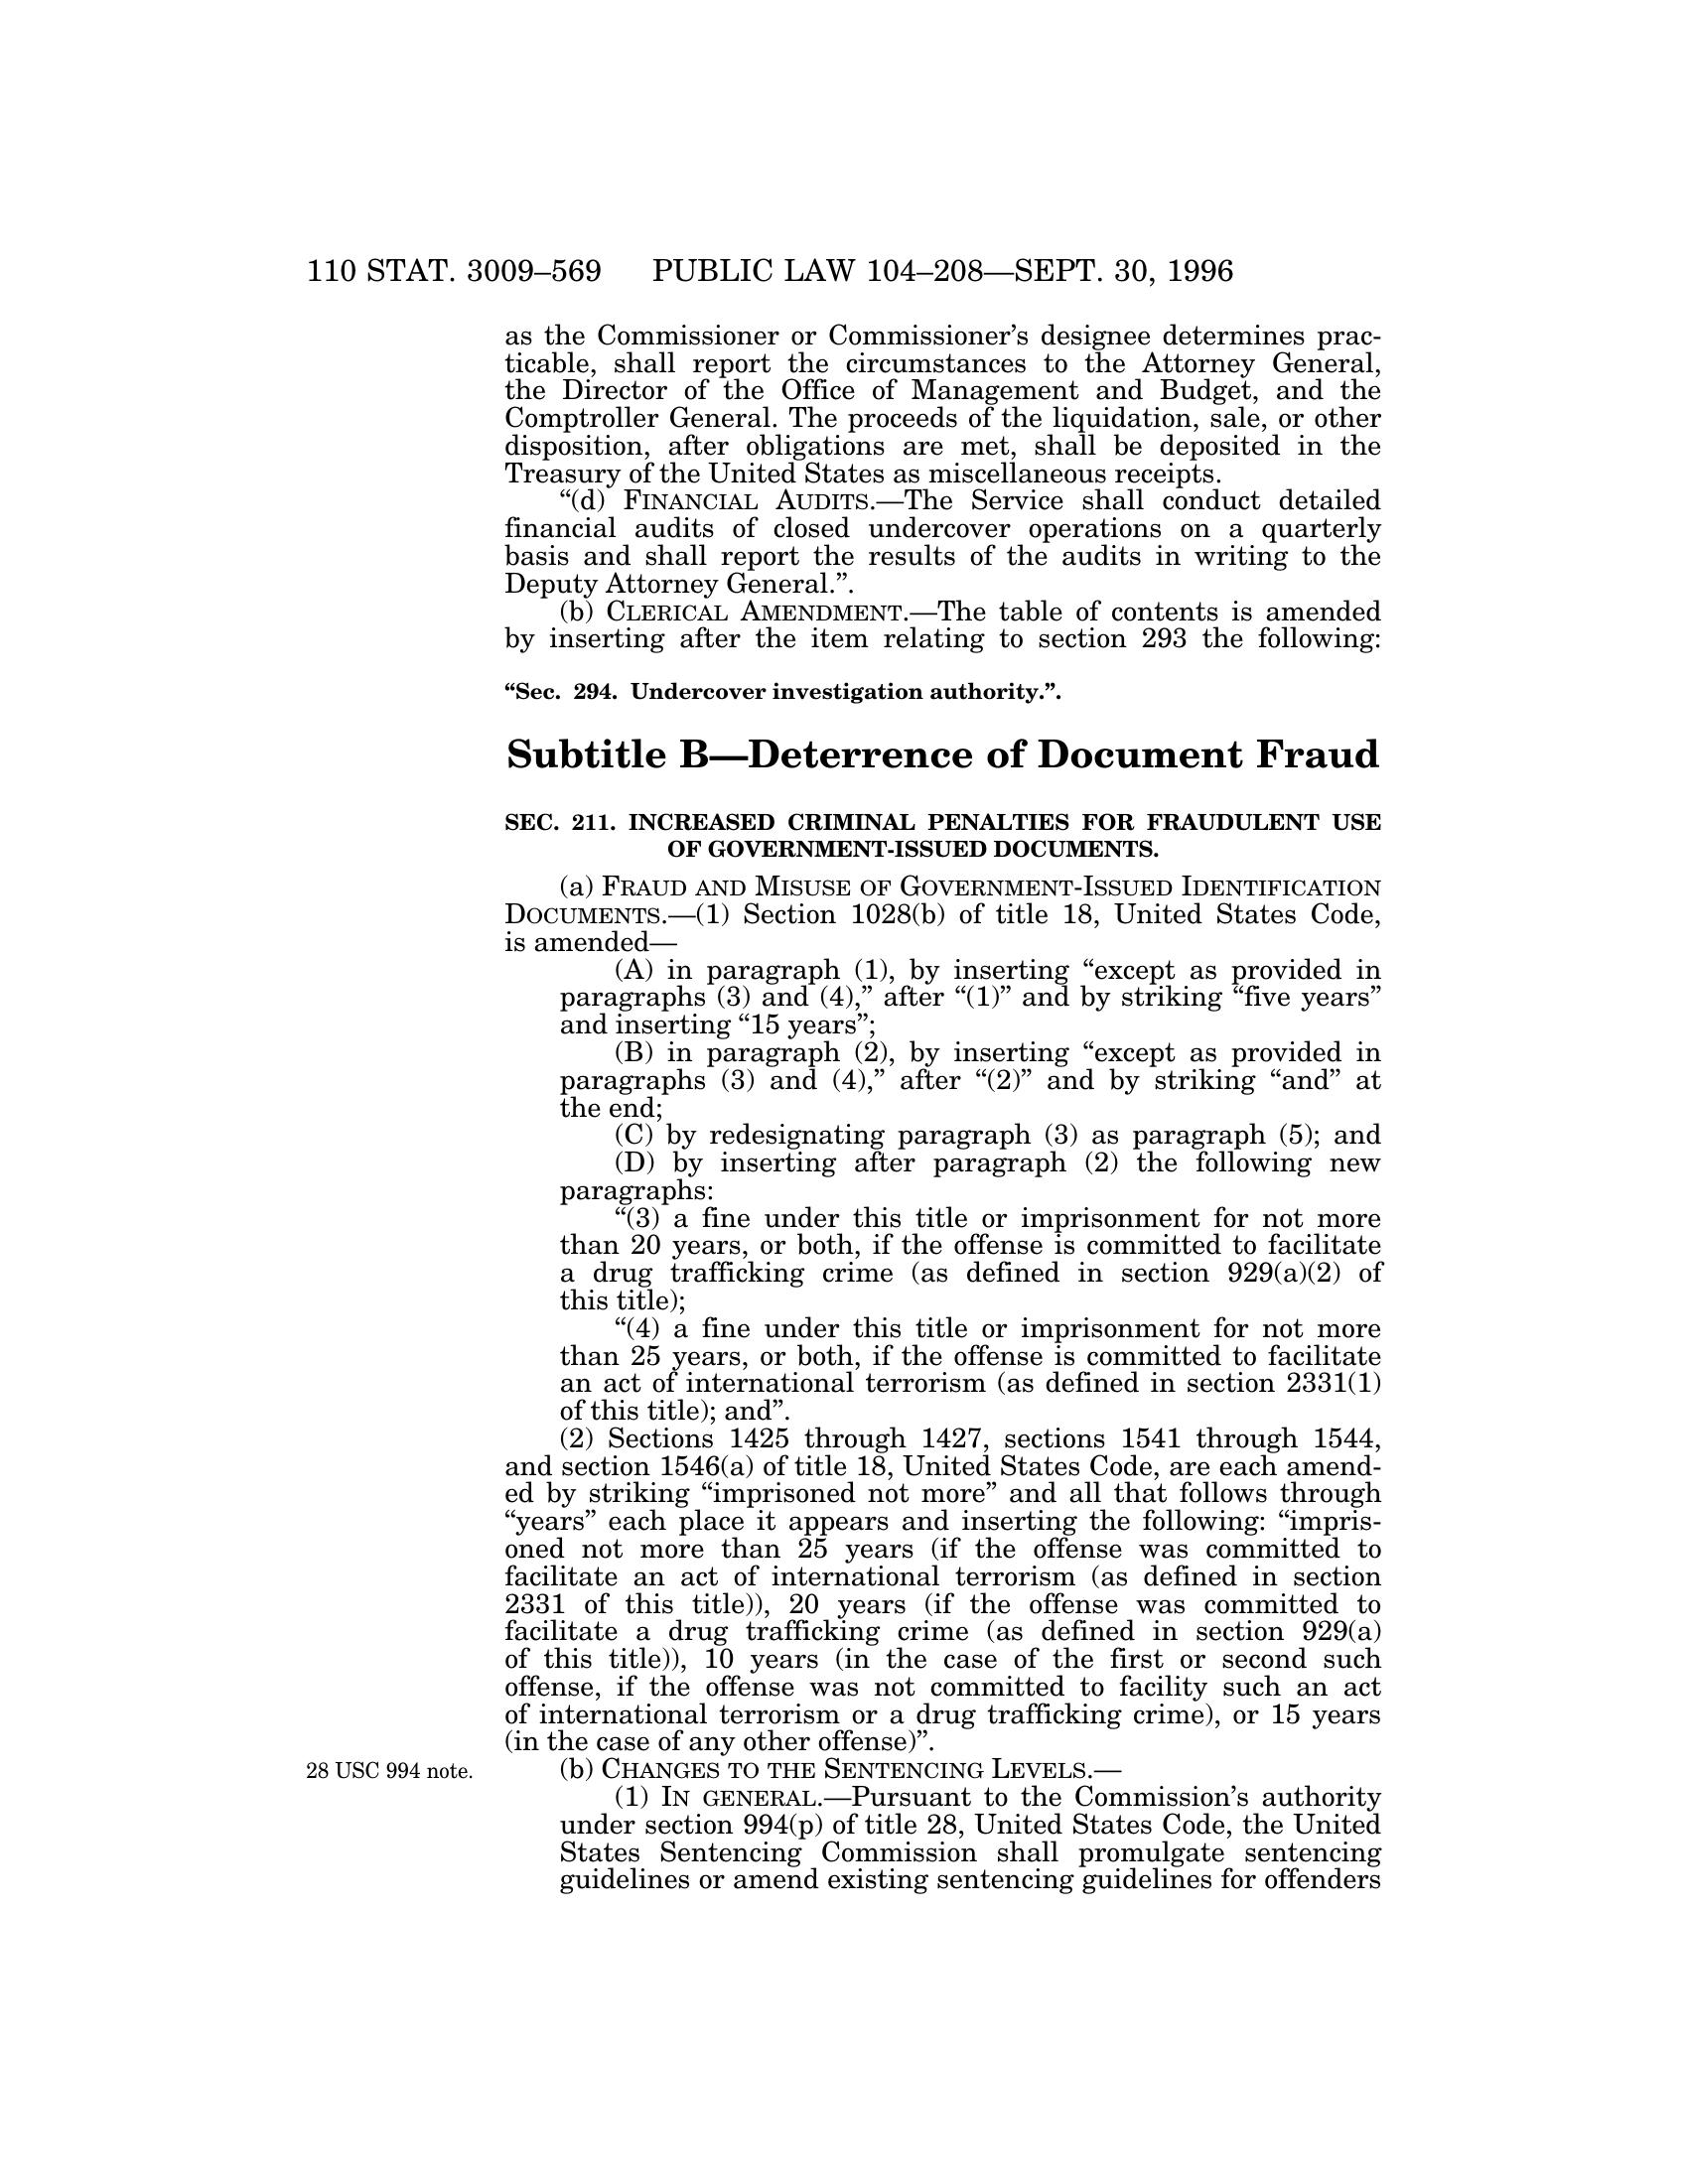 110 STAT. 3009–569 PUBLIC LAW 104–208—SEPT. 30, 1996
as the Commissioner or Commissioner’s designee determines prac-
ticable, shall report the circumstances to the Attorney General,
the Director of the Office of Management and Budget, and the
Comptroller General. The proceeds of the liquidation, sale, or other
disposition, after obligations are met, shall be deposited in the
Treasury of the United States as miscellaneous receipts.
“(d) FINANCIAL AUDITS.—The Service shall conduct detailed
financial audits of closed undercover operations on a quarterly
basis and shall report the results of the audits in writing to the
Deputy Attorney General.”.
(b) CLERICAL AMENDMENT.—The table of contents is amended
by inserting after the item relating to section 293 the following:
“Sec. 294. Undercover investigation authority.”.
Subtitle B—Deterrence of Document Fraud
SEC. 211. INCREASED CRIMINAL PENALTIES FOR FRAUDULENT USE
OF GOVERNMENT-ISSUED DOCUMENTS.
(a) FRAUD AND MISUSE OF GOVERNMENT-ISSUED IDENTIFICATION
DOCUMENTS.—(1) Section 1028(b) of title 18, United States Code,
is amended—
(A) in paragraph (1), by inserting “except as provided in
paragraphs (3) and (4),” after “(1)” and by striking “five years”
and inserting “15 years”;
(B) in paragraph (2), by inserting “except as provided in
paragraphs (3) and (4),” after “(2)” and by striking “and” at
the end;
(C) by redesignating paragraph (3) as paragraph (5); and
(D) by inserting after paragraph (2) the following new
paragraphs:
“(3) a fine under this title or imprisonment for not more
than 20 years, or both, if the offense is committed to facilitate
a drug trafficking crime (as defined in section 929(a)(2) of
this title);
“(4) a fine under this title or imprisonment for not more
than 25 years, or both, if the offense is committed to facilitate
an act of international terrorism (as defined in section 2331(1)
of this title); and”.
(2) Sections 1425 through 1427, sections 1541 through 1544,
and section 1546(a) of title 18, United States Code, are each amend-
ed by striking “imprisoned not more” and all that follows through
“years” each place it appears and inserting the following: “impris-
oned not more than 25 years (if the offense was committed to
facilitate an act of international terrorism (as defined in section
2331 of this title)), 20 years (if the offense was committed to
facilitate a drug trafficking crime (as defined in section 929(a)
of this title)), 10 years (in the case of the first or second such
offense, if the offense was not committed to facility such an act
of international terrorism or a drug trafficking crime), or 15 years
(in the case of any other offense)”.
28 USC 994 note. (b) CHANGES TO THE SENTENCING LEVELS.—
(1) IN GENERAL.—Pursuant to the Commission’s authority
under section 994(p) of title 28, United States Code, the United
States Sentencing Commission shall promulgate sentencing
guidelines or amend existing sentencing guidelines for offenders